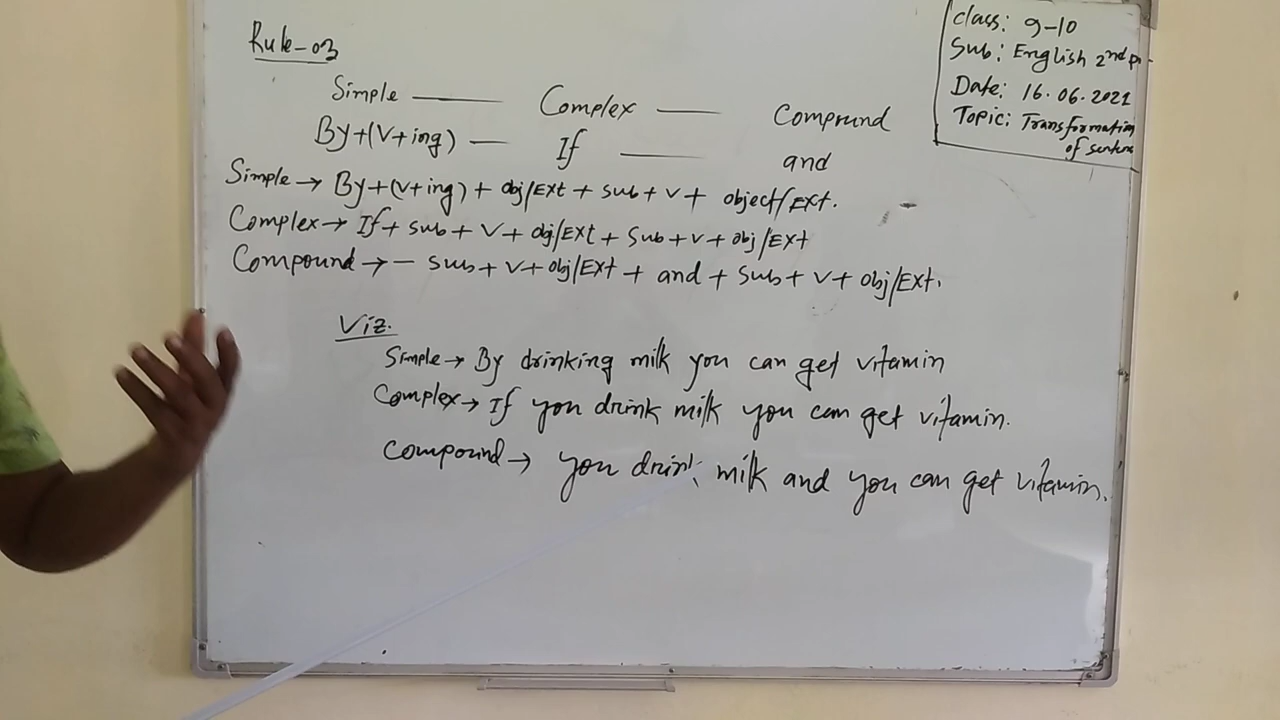 Rule-03
class: 9-10
Sub: English 2nd p
Date: 16.06.2021
Topic: Transformation
of sentence
Simple —— Complex —— Compound
By+(V+ing) — If —— and
Simple → By+(V+ing) + obj/Ext + sub + v + object/Ext.
Complex → If + sub + V + obj/Ext + Sub + v + obj/Ext
Compound → - Sub + V + obj/Ext + and + Sub + V + obj/Ext.
Viz.
Simple → By drinking milk you can get vitamin
Complex → If you drink milk you can get vitamin.
Compound → you drink milk and you can get vitamin.